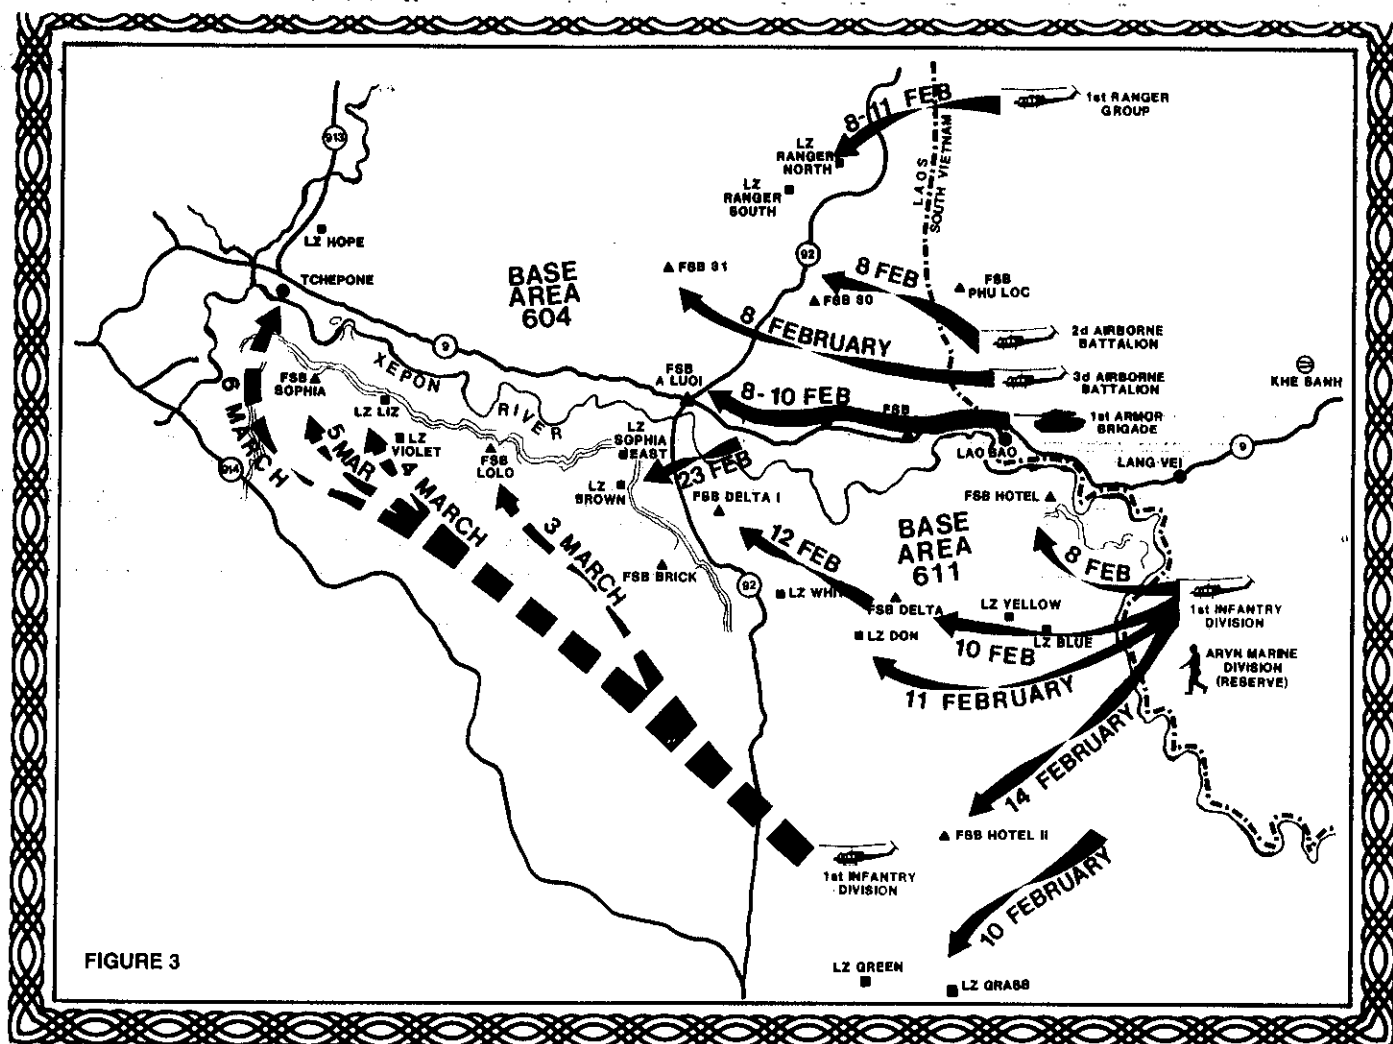 8-11 FEB
1st RANGER
GROUP
913
LZ
RANGER
NORTH
LZ
RANGER
SOUTH
LAOS
SOUTH VIETNAM
LZ HOPE
92
TCHEPONE
BASE
AREA
604
FSB 31
8 FEB
FSB
PHU LOC
FSB 30
8 FEBRUARY
2d AIRBORNE
BATTALION
9
XEPON
RIVER
FSB
A LUOI
3d AIRBORNE
BATTALION
KHE SANH
FSB
SOPHIA
LZ LIZ
8-10 FEB
FSB
1st ARMOR
BRIGADE
6 MARCH
5 MAR
4 MARCH
LZ
VIOLET
FSB
LOLO
LZ
SOPHIA
EAST
LAO BAO
LANG VEI
9
914
23 FEB
LZ
BROWN
FSB DELTA I
FSB HOTEL
3 MARCH
BASE
AREA
611
12 FEB
8 FEB
FSB BRICK
92
FSB DELTA
LZ YELLOW
1st INFANTRY
DIVISION
LZ DON
10 FEB
LZ BLUE
ARVN MARINE
DIVISION
(RESERVE)
11 FEBRUARY
14 FEBRUARY
FSB HOTEL II
1st INFANTRY
DIVISION
10 FEBRUARY
FIGURE 3
LZ GREEN
LZ GRASS